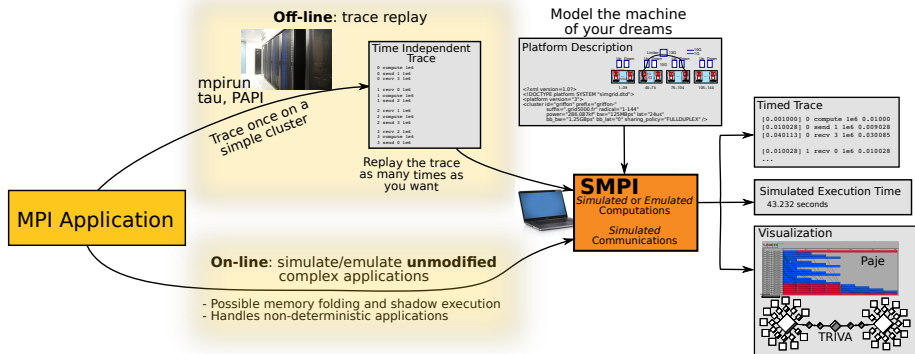 Off-line: trace replay
mpirun
tau, PAPI
Trace once on a
simple cluster
Time Independent
Trace
0 compute 1e6
0 send 1 1e6
0 recv 3 1e6
1 recv 0 1e6
1 compute 1e6
1 send 2 1e6
2 recv 1 1e6
2 compute 1e6
2 send 3 1e6
3 recv 2 1e6
3 compute 1e6
3 send 0 1e6
Replay the trace
as many times as
you want
Model the machine
of your dreams
Platform Description
1-39
40-74
75-104
105-144
<?xml version=1.0?>
<!DOCTYPE platform SYSTEM "simgrid.dtd">
<platform version="3">
<cluster id="griffon" prefix="griffon-"
suffix=".grid5000.fr" radical="1-144"
power="286.087kf" bw="125MBps" lat="24us"
bb_bw="1.25GBps" bb_lat="0" sharing_policy="FULLDUPLEX" />
MPI Application
SMPI
Simulated or Emulated
Computations
Simulated
Communications
On-line: simulate/emulate unmodified
complex applications
- Possible memory folding and shadow execution
- Handles non-deterministic applications
Timed Trace
[0.001000] 0 compute 1e6 0.01000
[0.010028] 0 send 1 1e6 0.009028
[0.040113] 0 recv 3 1e6 0.030085
[0.010028] 1 recv 0 1e6 0.010028
...
Simulated Execution Time
43.232 seconds
Visualization
Paje
TRIVA